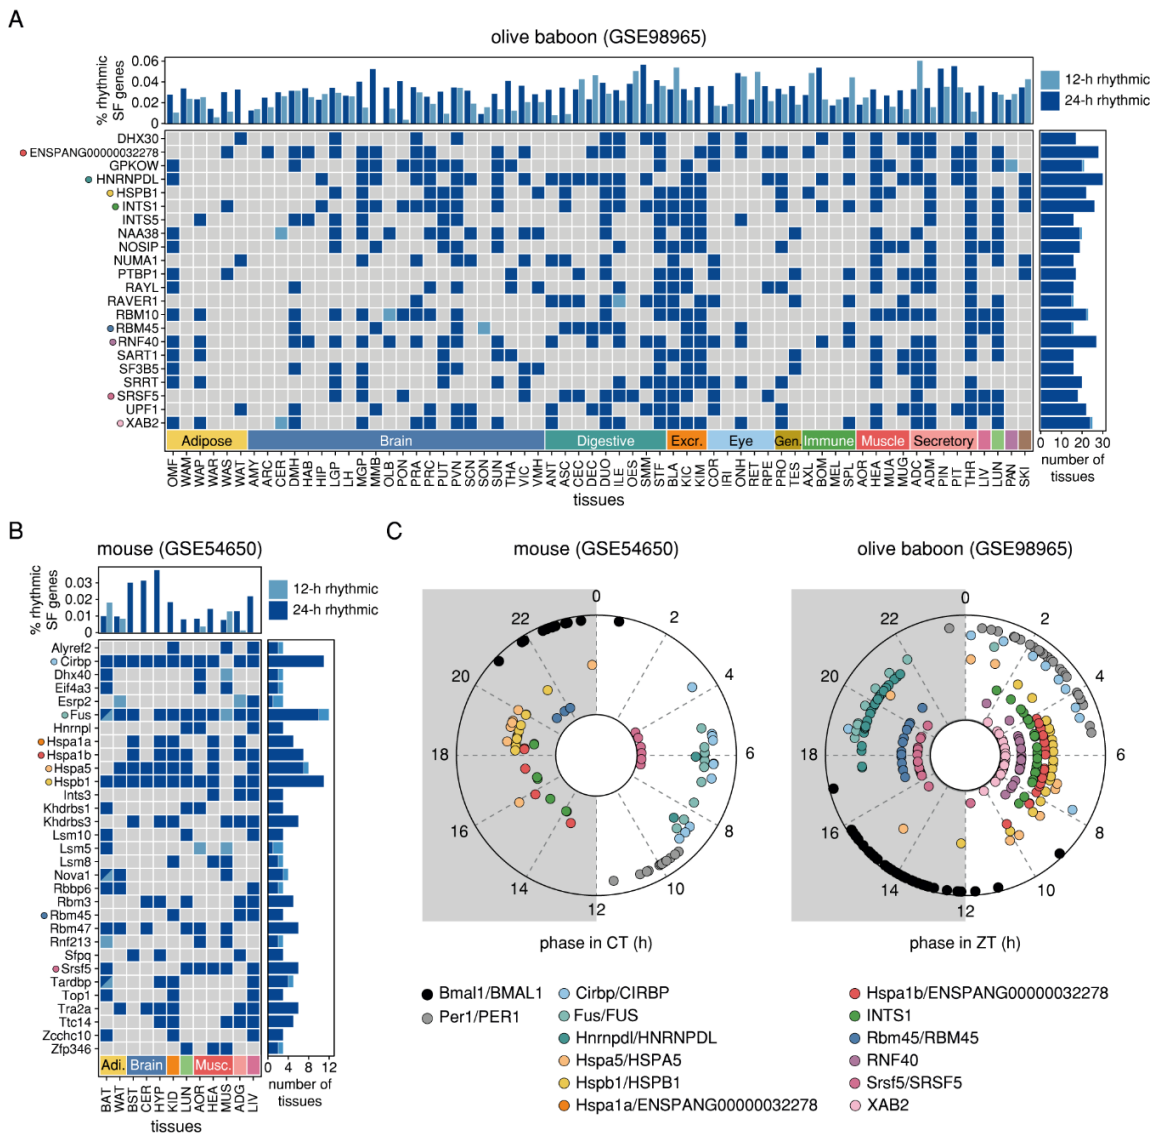 A
olive baboon (GSE98965)
% rhythmic
SF genes
0.06
0.04
0.02
0
12-h rhythmic
24-h rhythmic
DHX30
ENSPANG00000032278
GPKOW
HNRNPDL
HSPB1
INTS1
INTS5
NAA38
NOSIP
NUMA1
PTBP1
RAYL
RAVER1
RBM10
RBM45
RNF40
SART1
SF3B5
SRRT
SRSF5
UPF1
XAB2
Adipose Brain Digestive Excr. Eye Gen. Immune Muscle Secretory
0 10 20 30
number of
tissues
OMF WAM WAP WAR WAS WAT AMY ARC CER DMH HAB HIP LGP LH MGP MMB OLB PON PRA PRC PUT PVN SCN SON SUN THA VIC VMH ANT ASC CEC DEC DUO ILE OES SMM STF BLA KIC KIM COR IRI ONH RET RPE PRO TES AXL BOM MEL SPL AOR HEA MUA MUG ADC ADM PIN PIT THR LIV LUN PAN SKI
tissues
B
mouse (GSE54650)
% rhythmic
SF genes
0.03
0.02
0.01
0
12-h rhythmic
24-h rhythmic
Alyref2
Cirbp
Dhx40
Eif4a3
Esrp2
Fus
Hnrnpl
Hspa1a
Hspa1b
Hspa5
Hspb1
Ints3
Khdrbs1
Khdrbs3
Lsm10
Lsm5
Lsm8
Nova1
Rbbp6
Rbm3
Rbm45
Rbm47
Rnf213
Sfpq
Srsf5
Tardbp
Top1
Tra2a
Ttc14
Zcchc10
Zfp346
Adi. Brain Musc.
0 4 8 12
number of
tissues
BAT WAT BST CER HYP KID LUN AOR HEA MUS ADG LIV
tissues
C
mouse (GSE54650)
0
2
4
6
8
10
12
14
16
18
20
22
phase in CT (h)
olive baboon (GSE98965)
0
2
4
6
8
10
12
14
16
18
20
22
phase in ZT (h)
Bmal1/BMAL1
Per1/PER1
Cirbp/CIRBP
Fus/FUS
Hnrnpdl/HNRNPDL
Hspa5/HSPA5
Hspb1/HSPB1
Hspa1a/ENSPANG00000032278
Hspa1b/ENSPANG00000032278
INTS1
Rbm45/RBM45
RNF40
Srsf5/SRSF5
XAB2